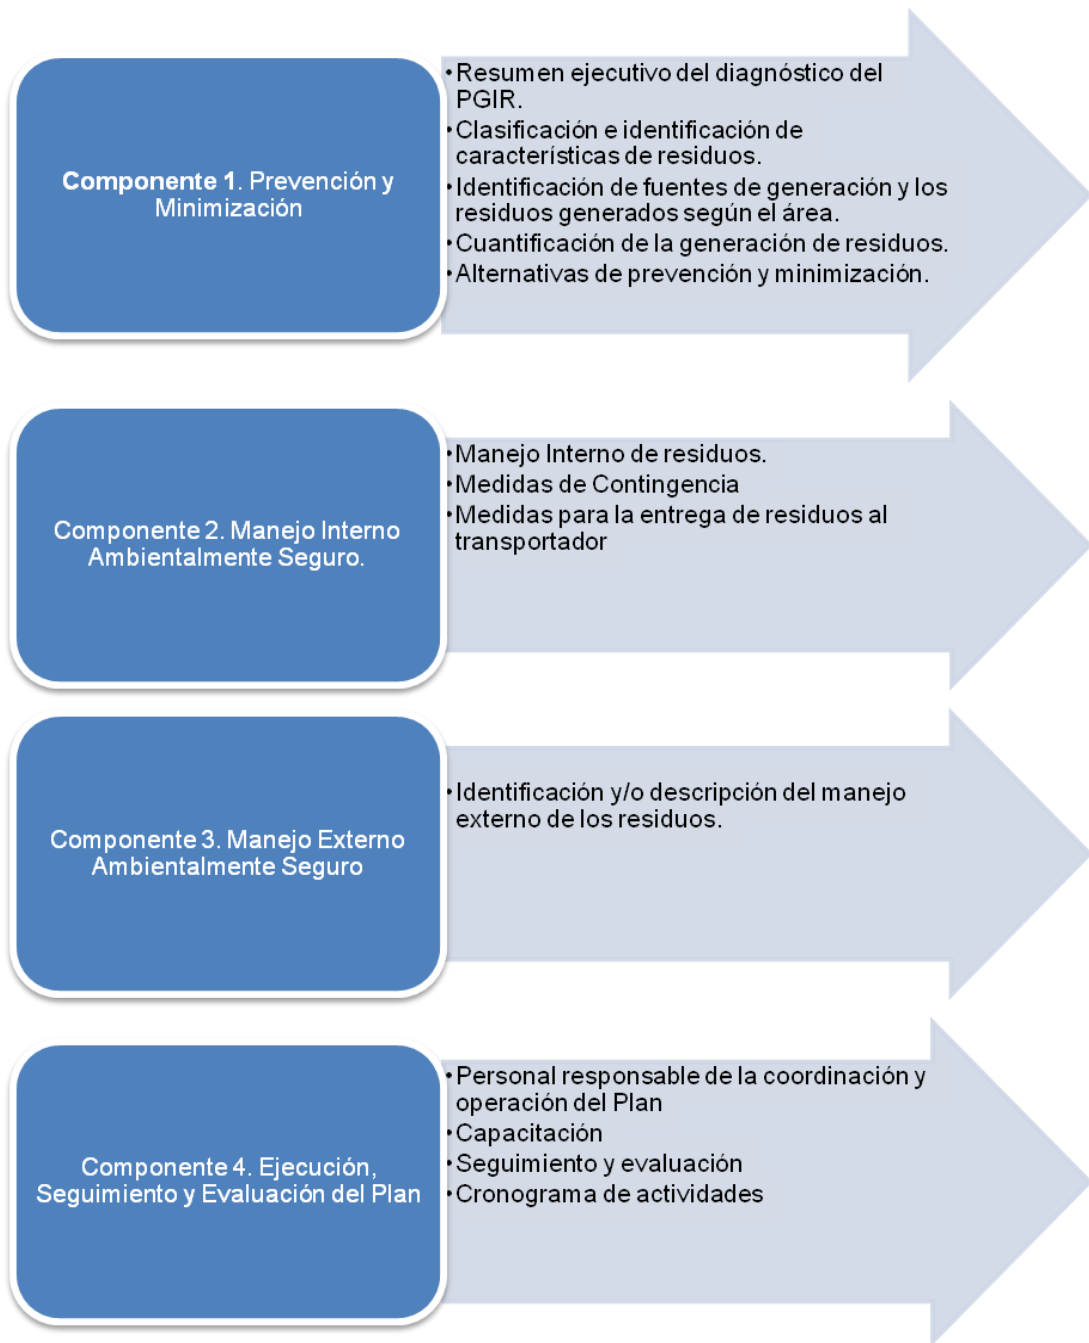 Componente 1. Prevención y
Minimización
•Resumen ejecutivo del diagnóstico del
PGIR.
•Clasificación e identificación de
características de residuos.
•Identificación de fuentes de generación y los
residuos generados según el área.
•Cuantificación de la generación de residuos.
•Alternativas de prevención y minimización.
Componente 2. Manejo Interno
Ambientalmente Seguro.
•Manejo Interno de residuos.
•Medidas de Contingencia
•Medidas para la entrega de residuos al
transportador
Componente 3. Manejo Externo
Ambientalmente Seguro
•Identificación y/o descripción del manejo
externo de los residuos.
Componente 4. Ejecución,
Seguimiento y Evaluación del Plan
•Personal responsable de la coordinación y
operación del Plan
•Capacitación
•Seguimiento y evaluación
•Cronograma de actividades